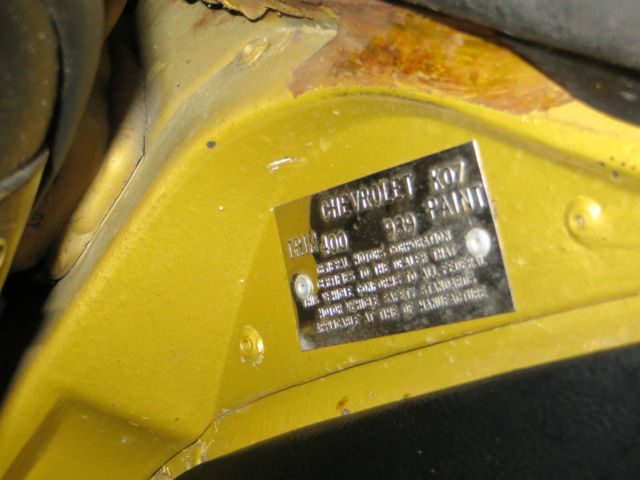 CHEVROLET K07
TRIM 400 989 PAINT
GENERAL MOTORS CORPORATION
CERTIFIES TO THE DEALER THAT
THIS VEHICLE CONFORMS TO ALL FEDERAL
MOTOR VEHICLE SAFETY STANDARDS
APPLICABLE AT TIME OF MANUFACTURE.